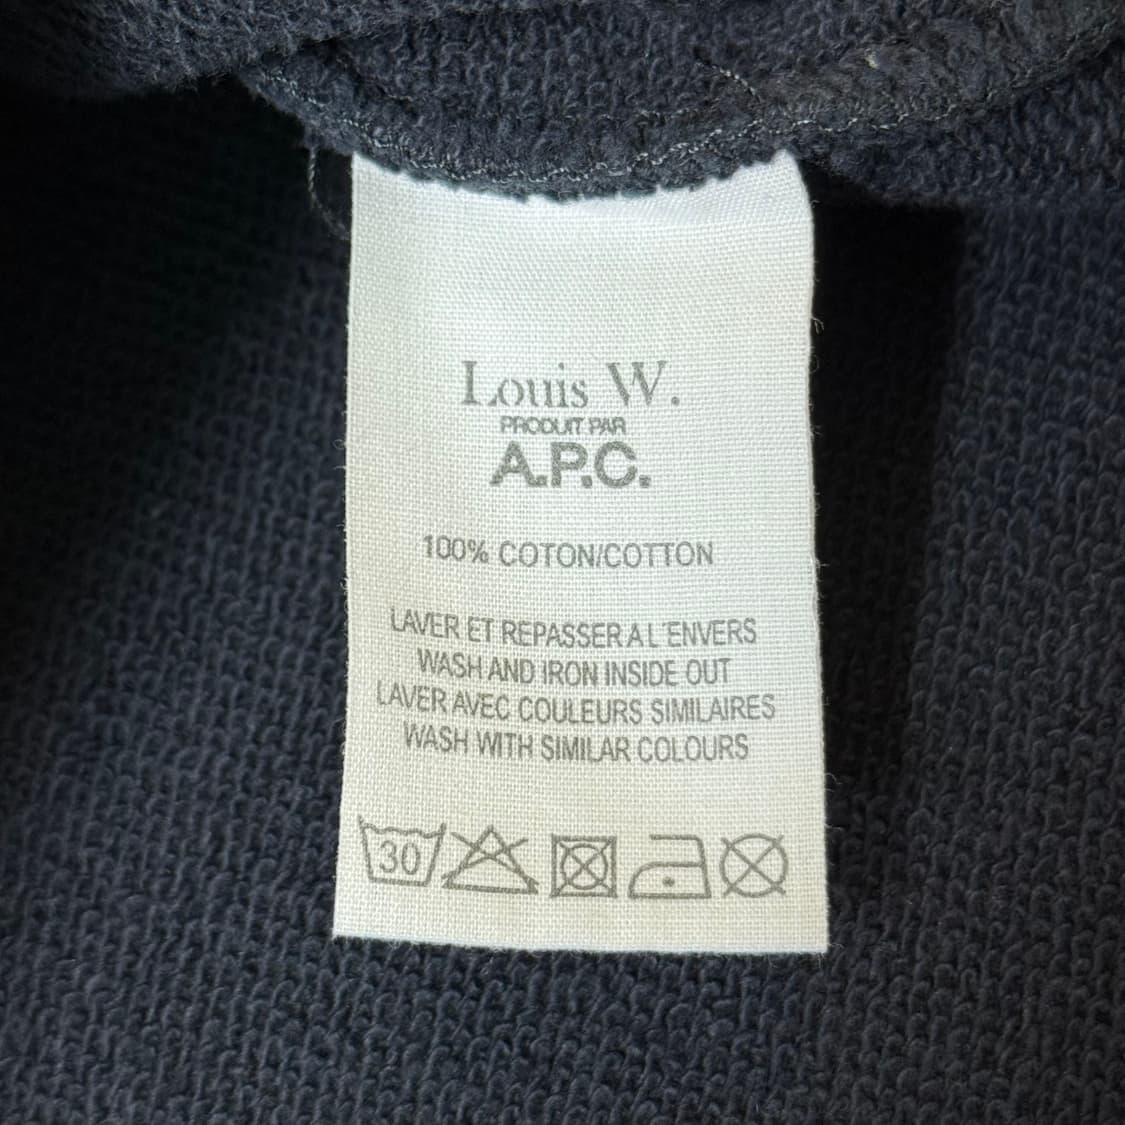 Louis W.
PRODUIT PAR
A.P.C.
100% COTON/COTTON
LAVER ET REPASSER A L'ENVERS
WASH AND IRON INSIDE OUT
LAVER AVEC COULEURS SIMILAIRES
WASH WITH SIMILAR COLOURS
30